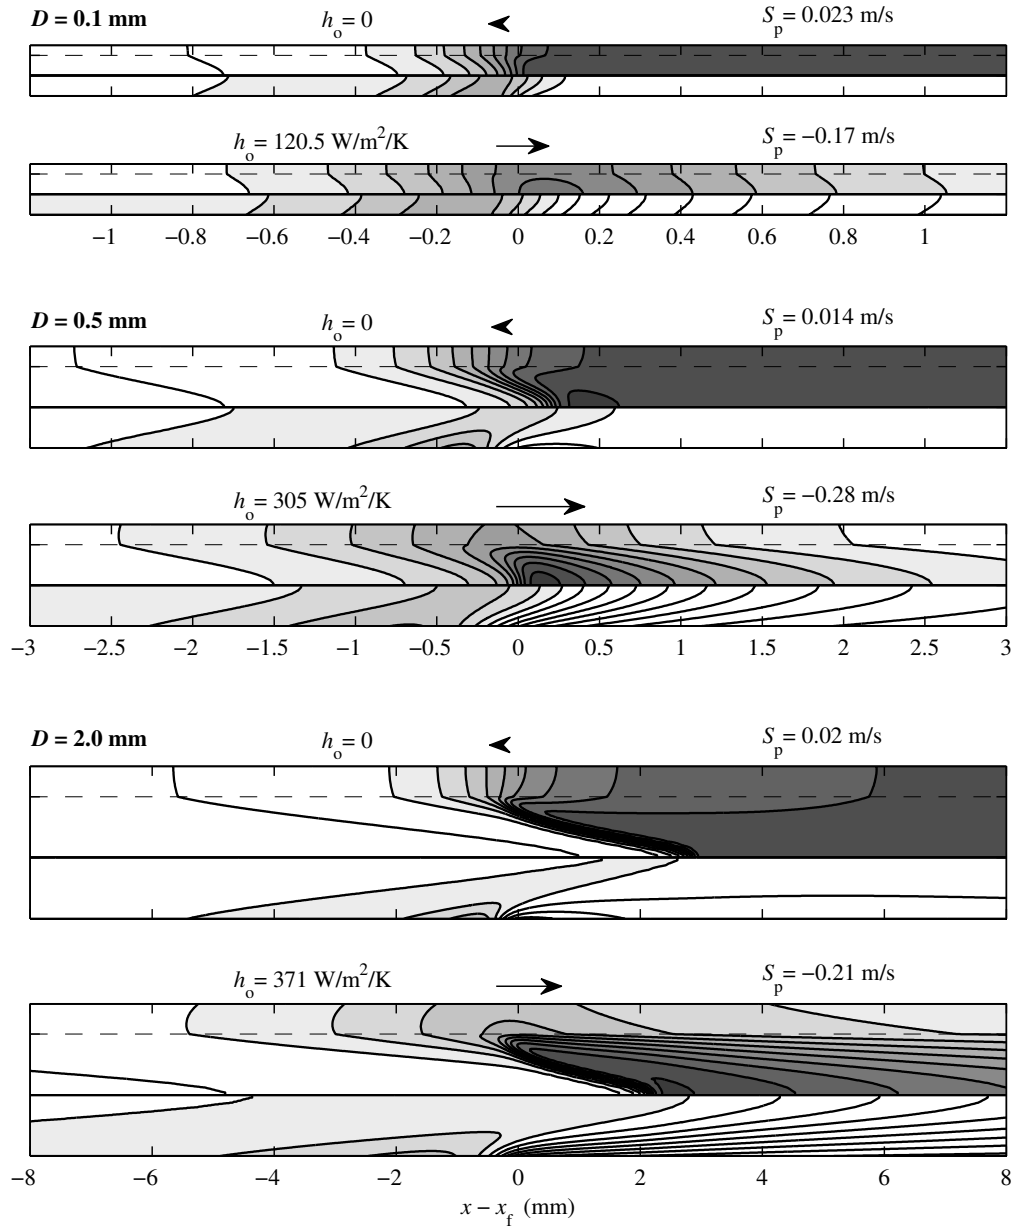 D = 0.1 mm h_o = 0 S_p = 0.023 m/s
h_o = 120.5 W/m²/K S_p = −0.17 m/s
−1 −0.8 −0.6 −0.4 −0.2 0 0.2 0.4 0.6 0.8 1
D = 0.5 mm h_o = 0 S_p = 0.014 m/s
h_o = 305 W/m²/K S_p = −0.28 m/s
−3 −2.5 −2 −1.5 −1 −0.5 0 0.5 1 1.5 2 2.5 3
D = 2.0 mm h_o = 0 S_p = 0.02 m/s
h_o = 371 W/m²/K S_p = −0.21 m/s
−8 −6 −4 −2 0 2 4 6 8
x − x_f (mm)